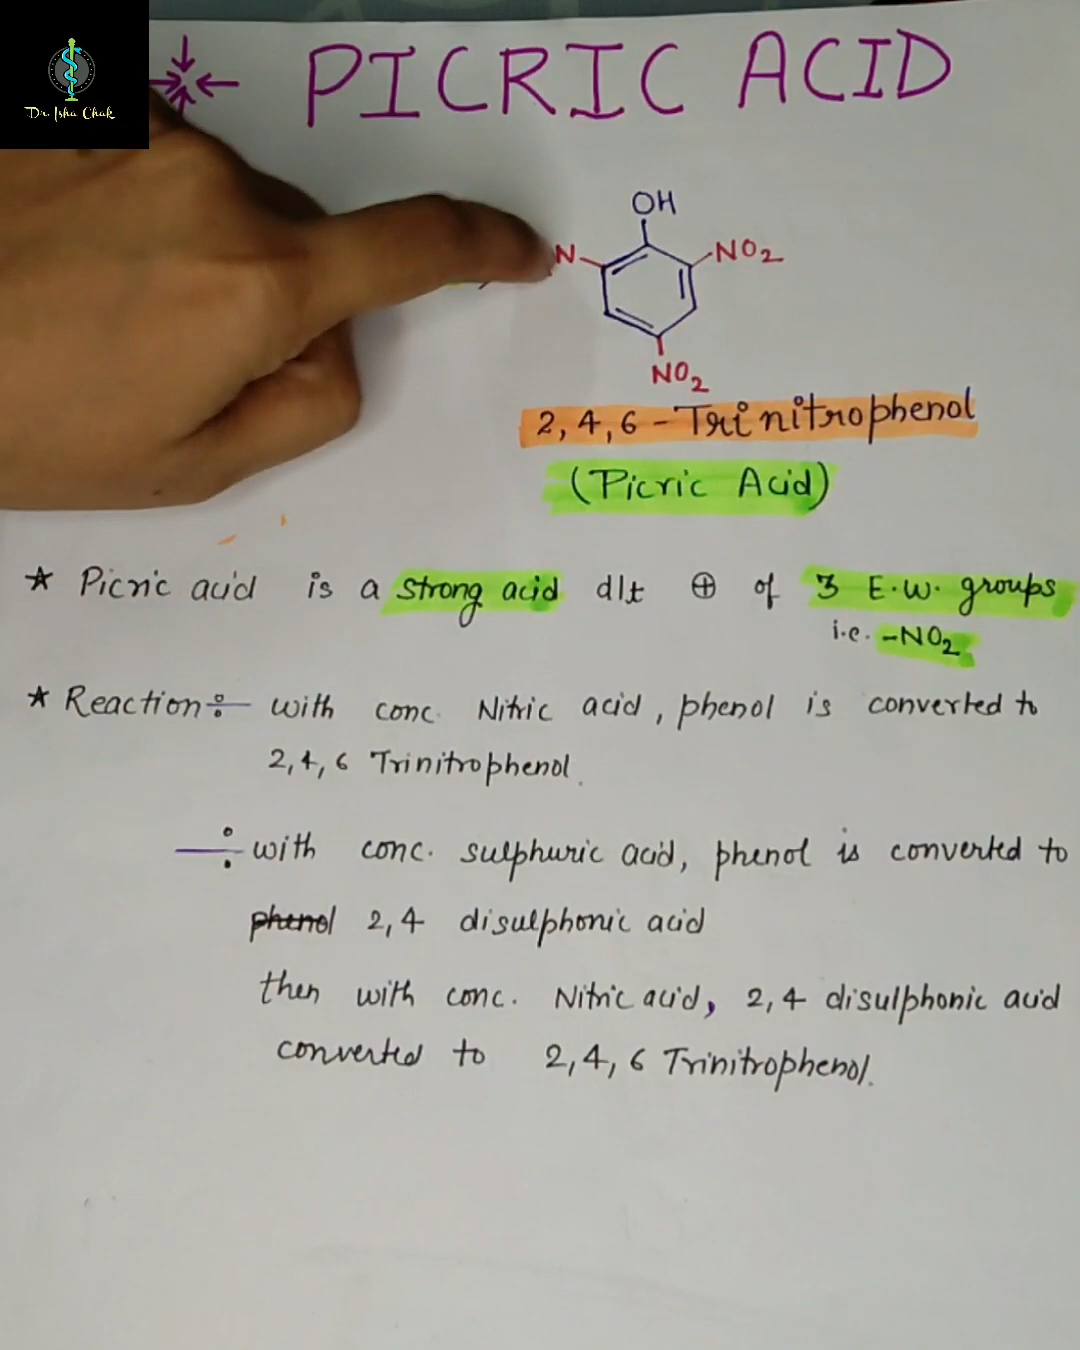 Dr. Isha Chak
PICRIC ACID
OH
N
NO2
NO2
2, 4, 6 - Trinitrophenol
(Picric Acid)
★ Picric acid is a strong acid d/t ⊕ of 3 E.W. groups
i.e. -NO2
★ Reaction÷ with conc. Nitric acid, phenol is converted to
2, 4, 6 Trinitrophenol.
÷ with conc. sulphuric acid, phenol is converted to
phenol 2, 4 disulphonic acid
then with conc. Nitric acid, 2, 4 disulphonic acid
converted to 2, 4, 6 Trinitrophenol.